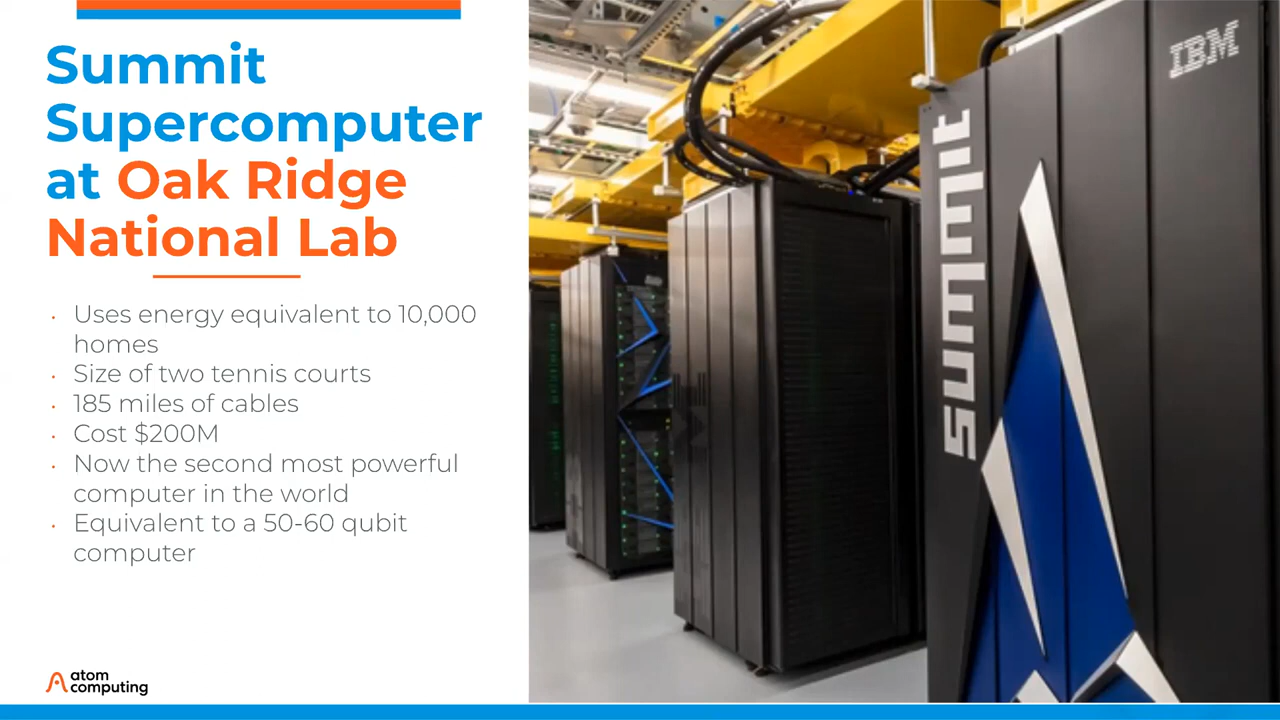 Summit
Supercomputer
at Oak Ridge
National Lab
• Uses energy equivalent to 10,000
homes
• Size of two tennis courts
• 185 miles of cables
• Cost $200M
• Now the second most powerful
computer in the world
• Equivalent to a 50-60 qubit
computer
atom
computing
IBM
summit